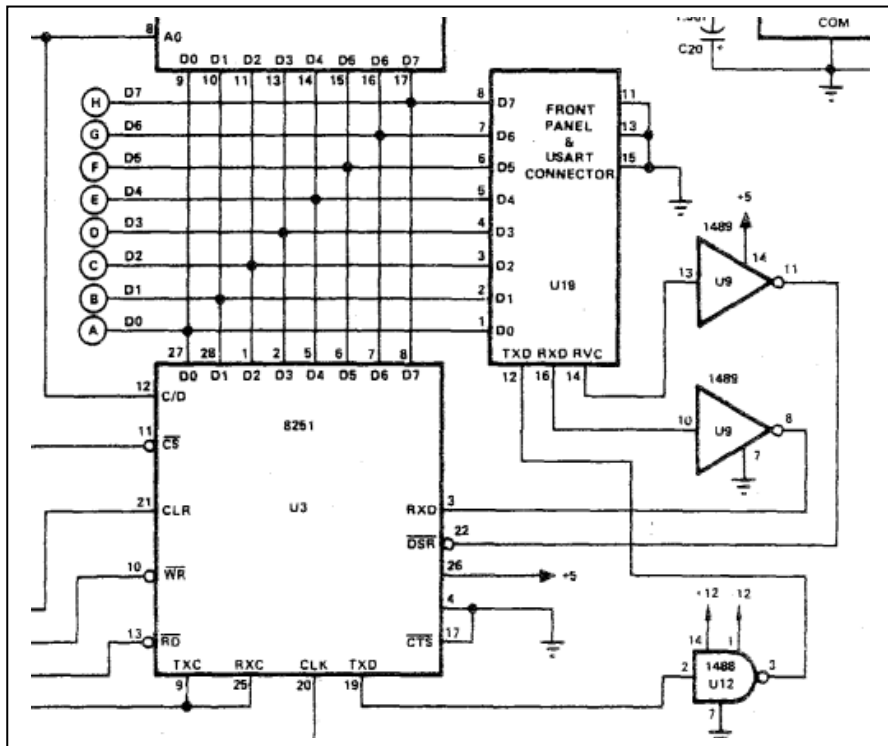 8 A0
COM
C20 +
D0 D1 D2 D3 D4 D5 D6 D7
9 10 11 13 14 15 16 17
H D7 8 D7 FRONT 11
G D6 7 D6 PANEL 13
& 
F D5 6 D5 USART 15
CONNECTOR
E D4 5 D4
D D3 4 D3
C D2 3 D2
U19
B D1 2 D1
A D0 1 D0
+5
1489
14
13 U9 11
TXD RXD RVC
12 16 14
27 28 1 2 5 6 7 8
D0 D1 D2 D3 D4 D5 D6 D7
1489
12 C/D
8251
10 U9 8
11 CS
7
21 CLR U3 RXD 3
DSR 22
10 WR 26 +5
4
13 RD CTS 17
+12 12
14 1
TXC RXC CLK TXD
9 25 20 19
2 1488 3
U12
7